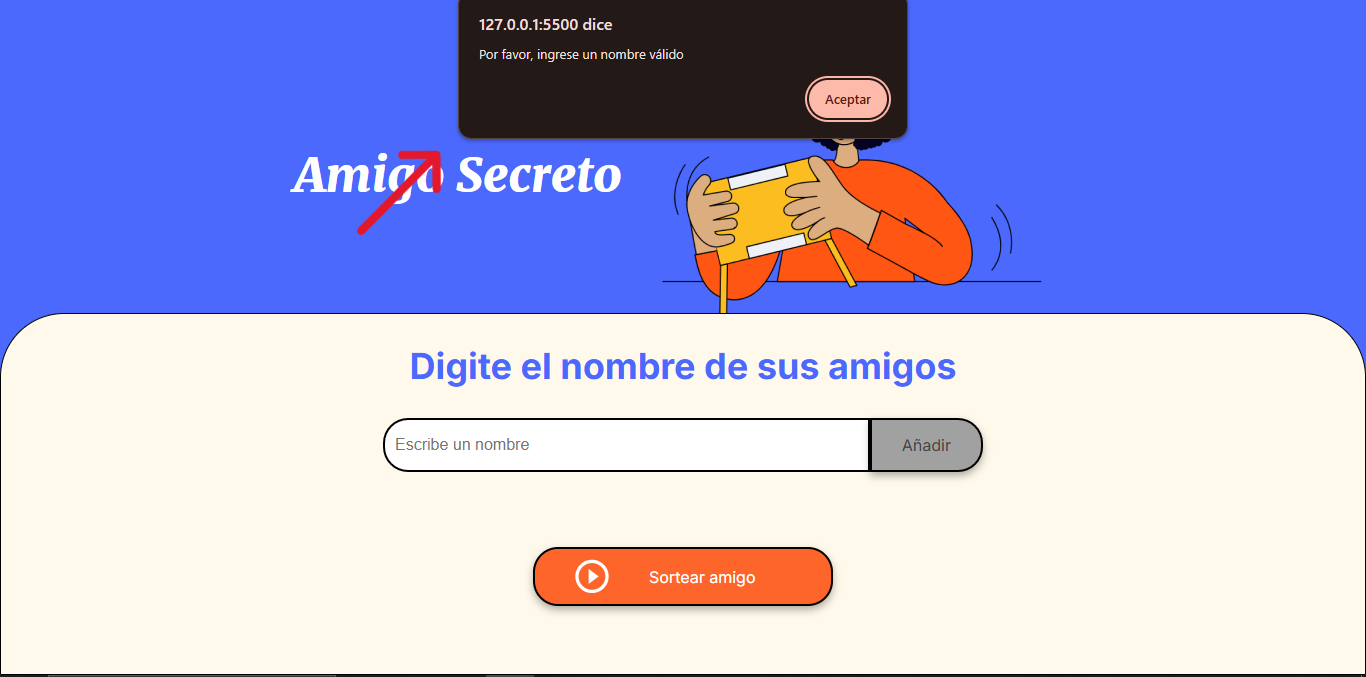 127.0.0.1:5500 dice
Por favor, ingrese un nombre válido
Aceptar
Amigo Secreto
Digite el nombre de sus amigos
Escribe un nombre
Añadir
Sortear amigo